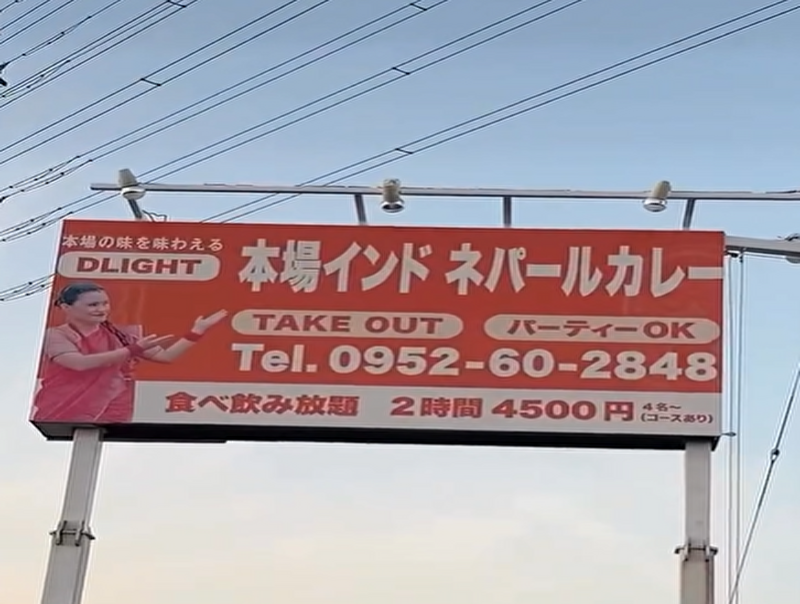 本場の味を味わえる
DLIGHT
本場インド ネパールカレー
TAKE OUT パーティーOK
Tel. 0952-60-2848
食べ飲み放題 2時間 4500円 4名~
(コースあり)